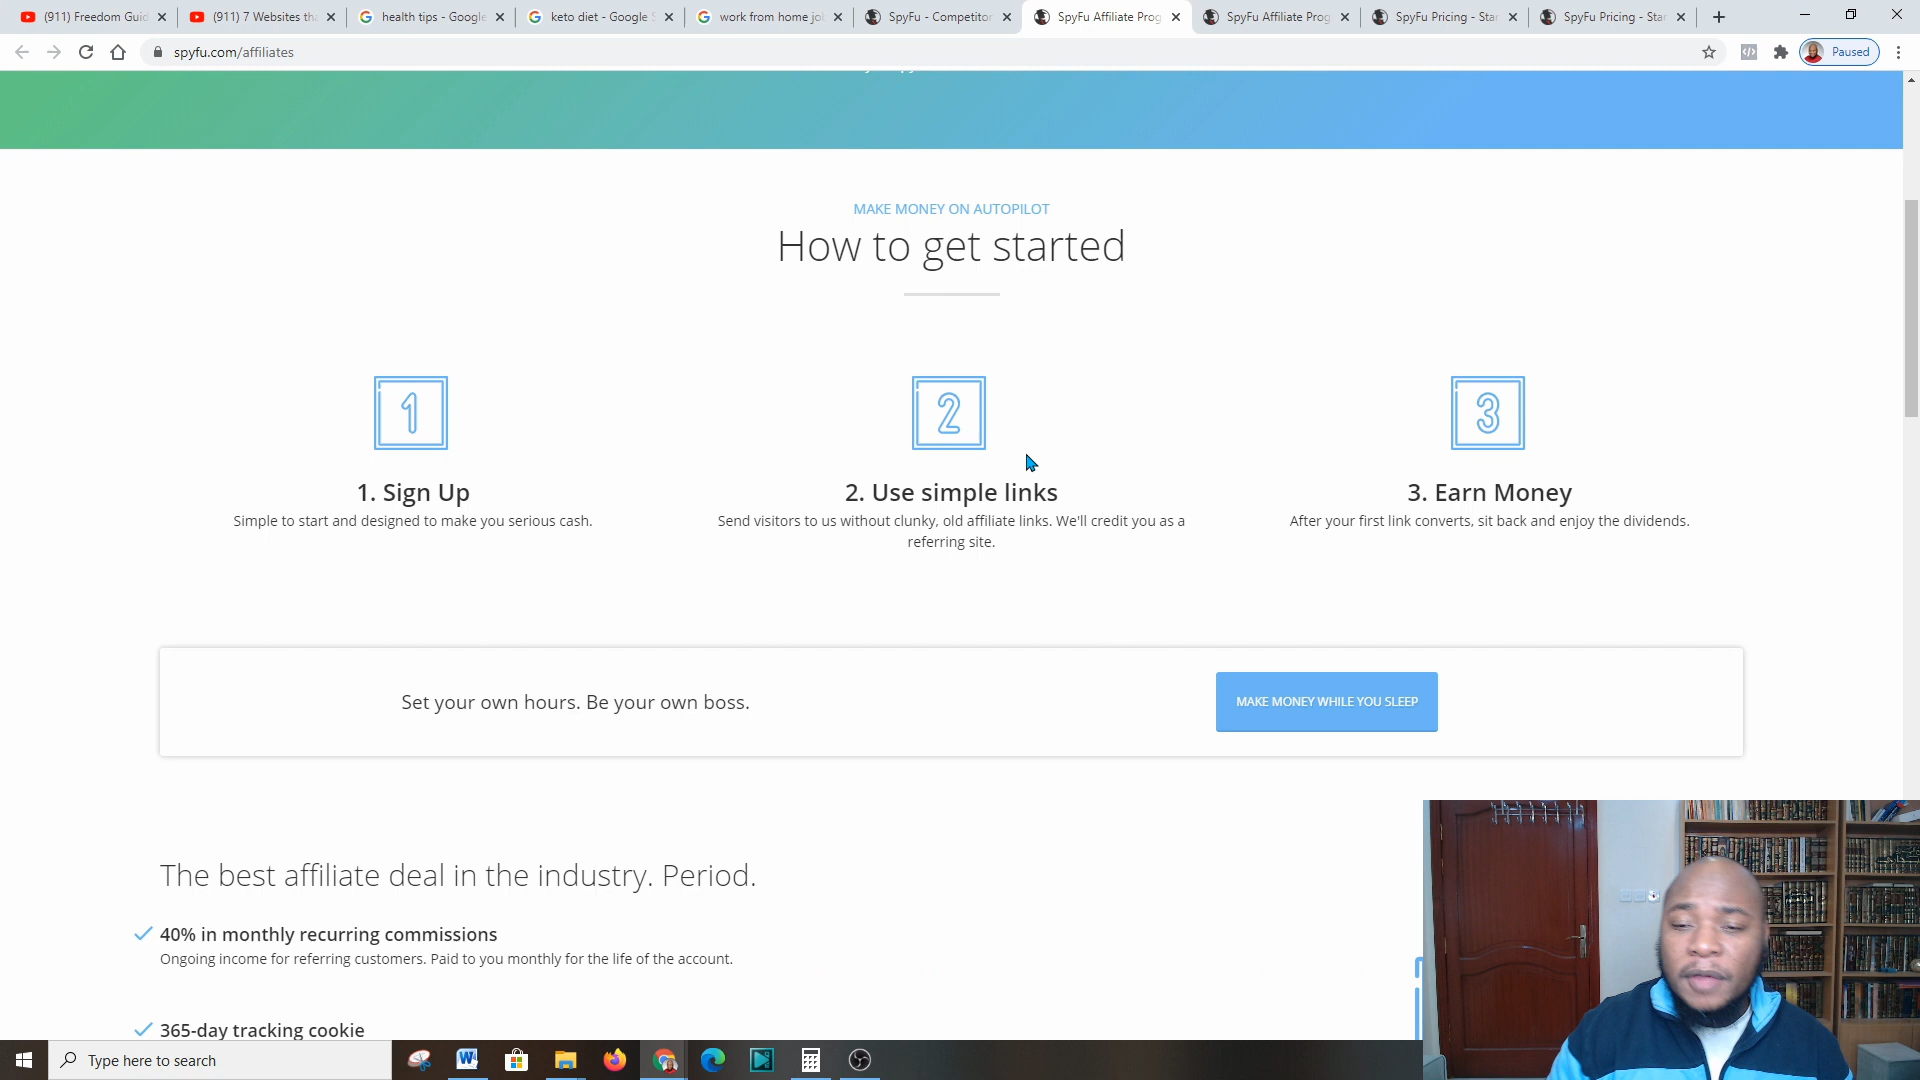 (911) Freedom Guid
(911) 7 Websites tha
health tips - Google
keto diet - Google S
work from home jo
SpyFu - Competitor
SpyFu Affiliate Prog
SpyFu Affiliate Prog
SpyFu Pricing - Star
SpyFu Pricing - Star
spyfu.com/affiliates
Paused
MAKE MONEY ON AUTOPILOT
How to get started
1
2
3
1. Sign Up
Simple to start and designed to make you serious cash.
2. Use simple links
Send visitors to us without clunky, old affiliate links. We'll credit you as a
referring site.
3. Earn Money
After your first link converts, sit back and enjoy the dividends.
Set your own hours. Be your own boss.
MAKE MONEY WHILE YOU SLEEP
The best affiliate deal in the industry. Period.
40% in monthly recurring commissions
Ongoing income for referring customers. Paid to you monthly for the life of the account.
365-day tracking cookie
Type here to search